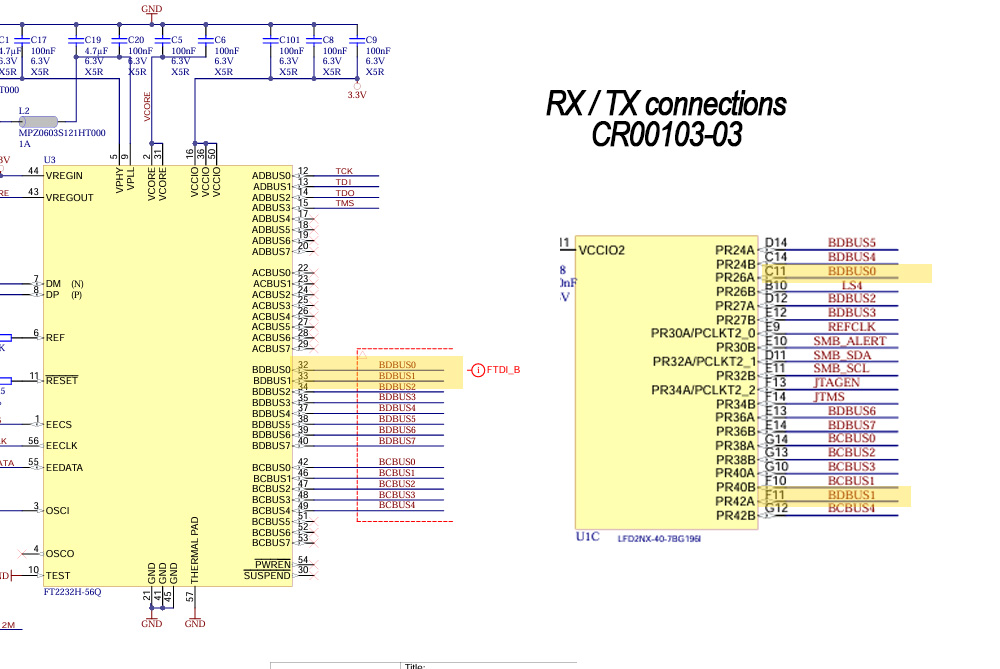 GND
C1 C17 C19 C20 C5 C6 C101 C8 C9
4.7µF 100nF 4.7µF 100nF 100nF 100nF 100nF 100nF 100nF
6.3V 6.3V 6.3V 6.3V 6.3V 6.3V 6.3V 6.3V 6.3V
X5R X5R X5R X5R X5R X5R X5R X5R X5R
T000
3.3V
VCORE
L2
MPZ0603S121HT000
1A
RX / TX connections
CR00103-03
U3
5 9 2 31 16 36 50
VPHY VPLL VCORE VCORE VCCIO VCCIO VCCIO
44 VREGIN
43 VREGOUT
7 DM (N)
8 DP (P)
6 REF
11 RESET
1 EECS
56 EECLK
55 EEDATA
3 OSCI
4 OSCO
10 TEST
ADBUS0 12 TCK
ADBUS1 13 TDI
ADBUS2 14 TDO
ADBUS3 15 TMS
ADBUS4 17
ADBUS5 18
ADBUS6 19
ADBUS7 20
ACBUS0 22
ACBUS1 23
ACBUS2 24
ACBUS3 25
ACBUS4 26
ACBUS5 27
ACBUS6 28
ACBUS7 29
BDBUS0 32 BDBUS0
BDBUS1 33 BDBUS1
BDBUS2 34 BDBUS2
BDBUS3 35 BDBUS3
BDBUS4 37 BDBUS4
BDBUS5 38 BDBUS5
BDBUS6 39 BDBUS6
BDBUS7 40 BDBUS7
FTDI_B
BCBUS0 42 BCBUS0
BCBUS1 46 BCBUS1
BCBUS2 47 BCBUS2
BCBUS3 48 BCBUS3
BCBUS4 49 BCBUS4
BCBUS5 51
BCBUS6 52
BCBUS7 53
PWREN 54
SUSPEND 30
GND GND GND THERMAL PAD
21 41 45 57
FT2232H-56Q
GND GND
2M
Title:
11 VCCIO2
PR24A D14 BDBUS5
PR24B C14 BDBUS4
PR26A C11 BDBUS0
PR26B B10 LS4
PR27A D12 BDBUS2
PR27B E12 BDBUS3
PR30A/PCLKT2_0 E9 REFCLK
PR30B E10 SMB_ALERT
PR32A/PCLKT2_1 D11 SMB_SDA
PR32B E11 SMB_SCL
PR34A/PCLKT2_2 F13 JTAGEN
PR34B F14 JTMS
PR36A E13 BDBUS6
PR36B E14 BDBUS7
PR38A G14 BCBUS0
PR38B G13 BCBUS2
PR40A G10 BCBUS3
PR40B F10 BCBUS1
PR42A F11 BDBUS1
PR42B G12 BCBUS4
U1C LFD2NX-40-7BG196I